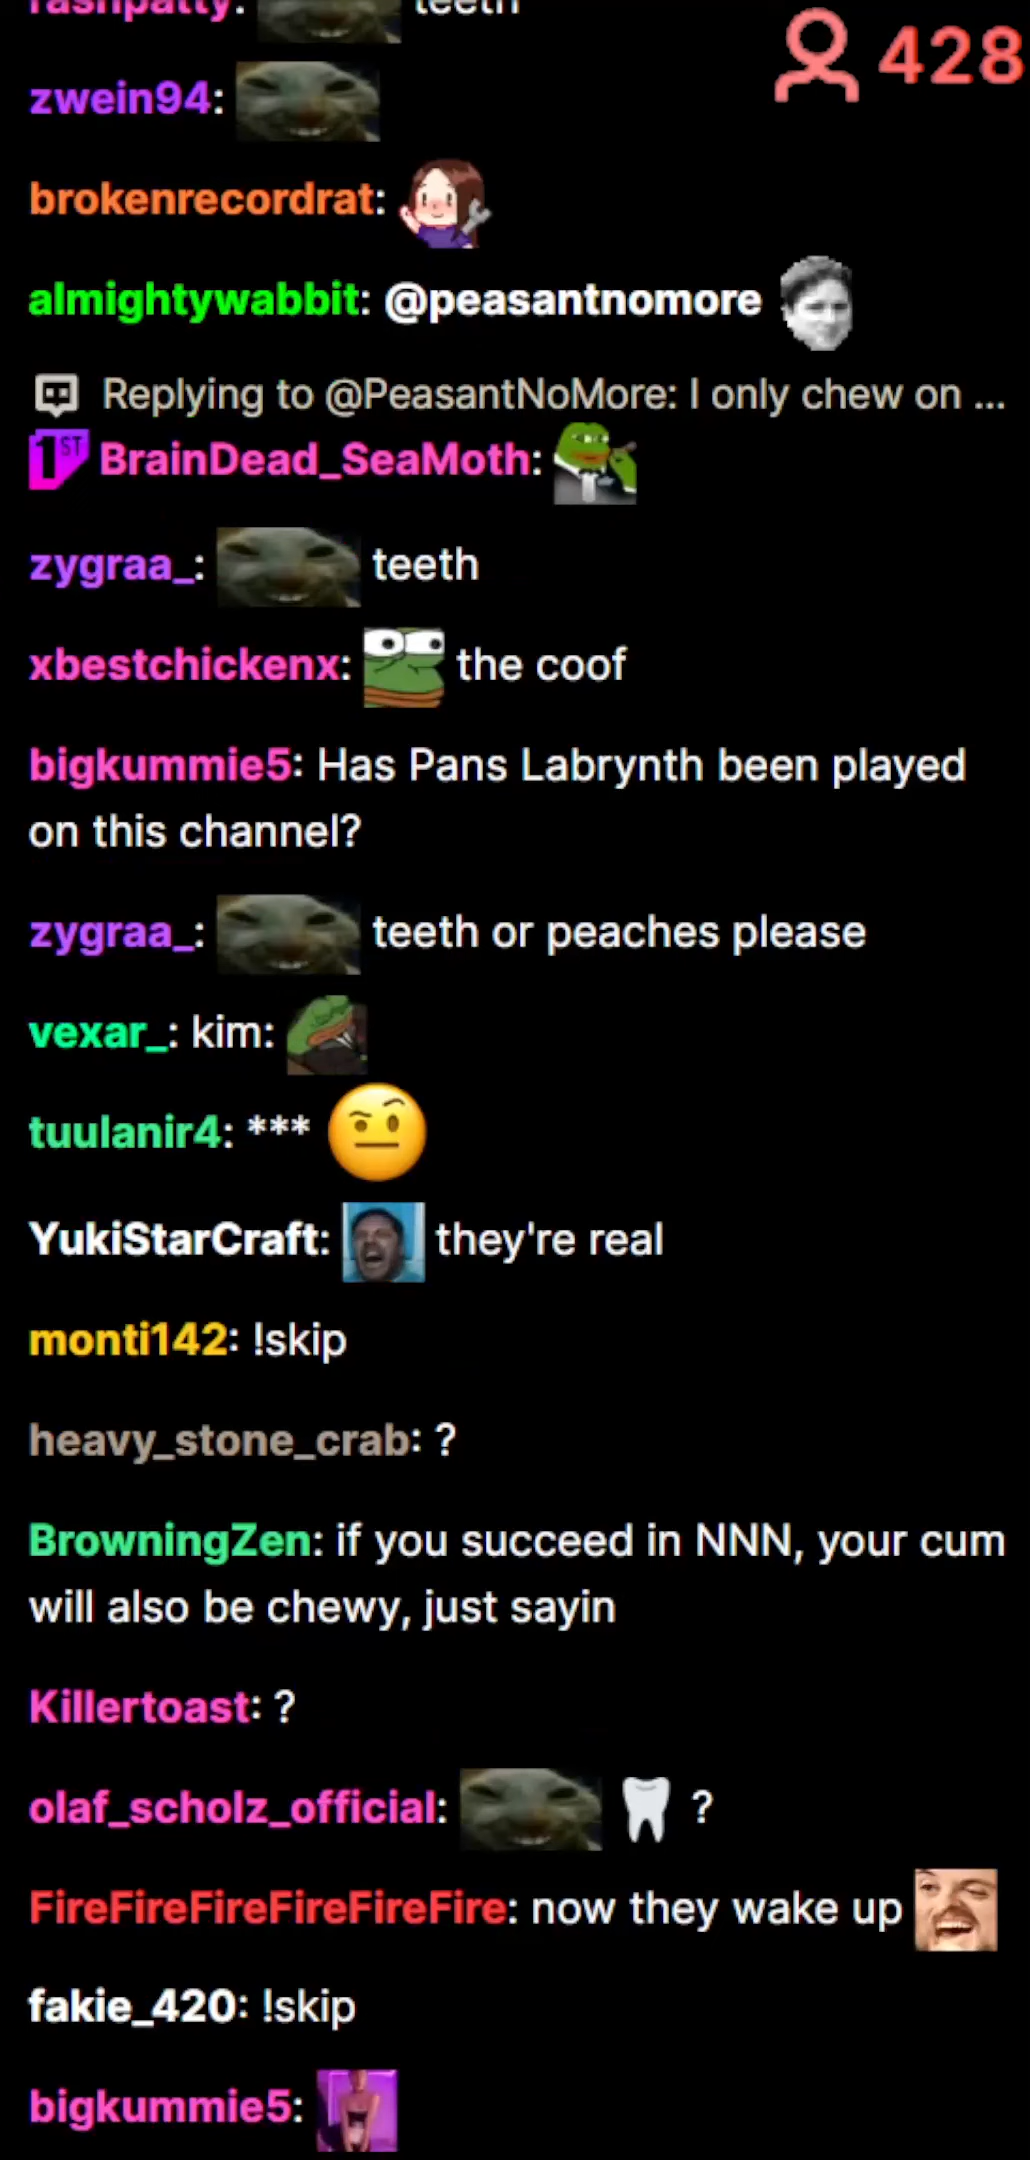 rashpatty: teeth
428
zwein94:
brokenrecordrat:
almightywabbit: @peasantnomore
Replying to @PeasantNoMore: I only chew on ...
1ST BrainDead_SeaMoth:
zygraa_: teeth
xbestchickenx: the coof
bigkummie5: Has Pans Labrynth been played
on this channel?
zygraa_: teeth or peaches please
vexar_: kim:
tuulanir4: ***
YukiStarCraft: they're real
monti142: !skip
heavy_stone_crab: ?
BrowningZen: if you succeed in NNN, your cum
will also be chewy, just sayin
Killertoast: ?
olaf_scholz_official: ?
FireFireFireFireFireFire: now they wake up
fakie_420: !skip
bigkummie5: